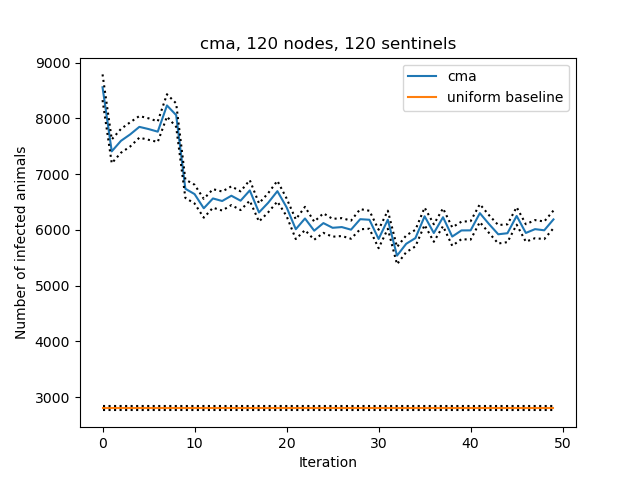 cma, 120 nodes, 120 sentinels
cma
uniform baseline
Number of infected animals
9000
8000
7000
6000
5000
4000
3000
0 10 20 30 40 50
Iteration